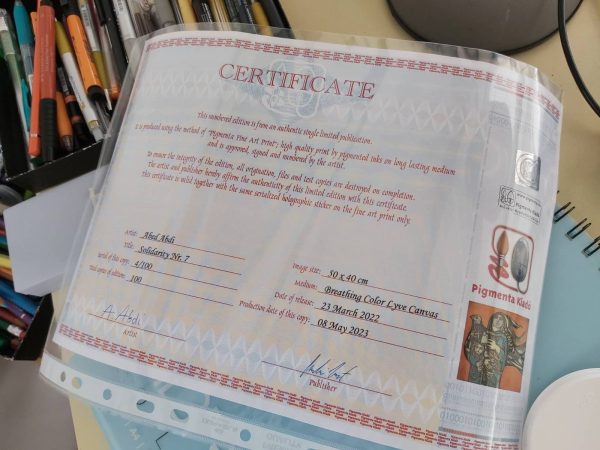 CERTIFICATE
This numbered edition is from an authentic single limited publication.
It is produced using the method of "Pigmenta Fine Art Print"; high quality print by pigmented inks on long lasting medium
and is approved, signed and numbered by the artist.
To ensure the integrity of the edition, all origination, files and test copies are destroyed on completion.
The artist and publisher hereby affirm the authenticity of this limited edition with this certificate.
This certificate is valid together with the same serialized holographic sticker on the fine art print only.
Artist: Abed Abdi
Title: Solidarity Nr. 7
Serial of this copy: 4/100
Total copies of edition: 100
Image size: 50 x 40 cm
Medium: Breathing Color Lyve Canvas
Date of release: 23 March 2022
Production date of this copy: 08 May 2023
A. Abdi
Artist
Publisher
Pigmenta Kiadó
Pigmenta Kiadó